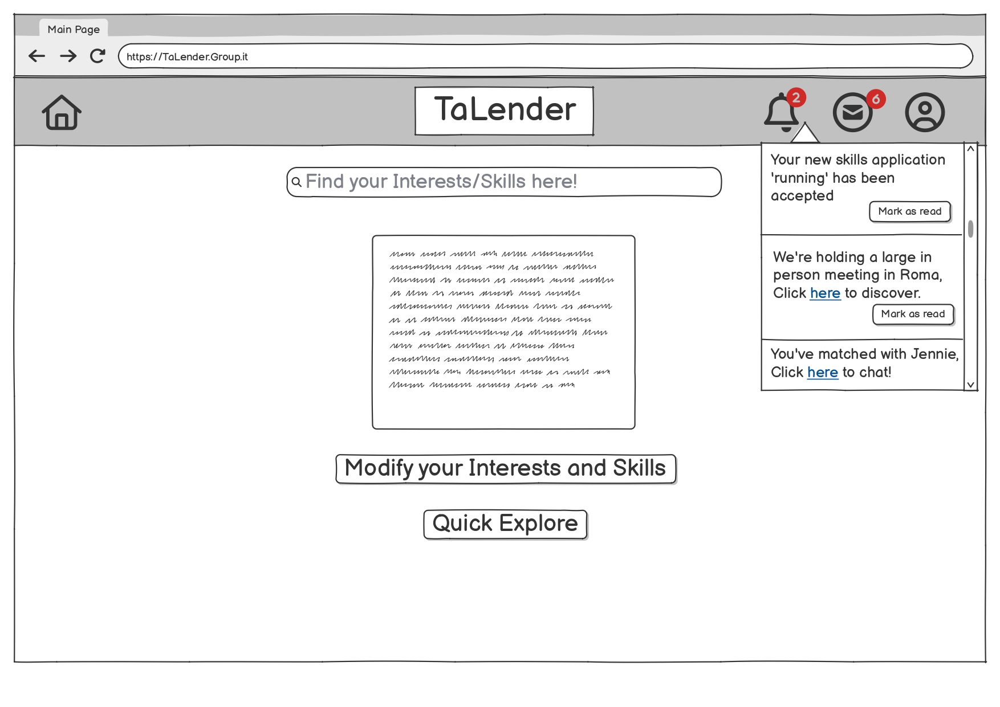 Main Page
https://TaLender.Group.it
TaLender
2
6
Find your Interests/Skills here!
Your new skills application
'running' has been
accepted
Mark as read
We're holding a large in
person meeting in Roma,
Click here to discover.
Mark as read
You've matched with Jennie,
Click here to chat!
Modify your Interests and Skills
Quick Explore